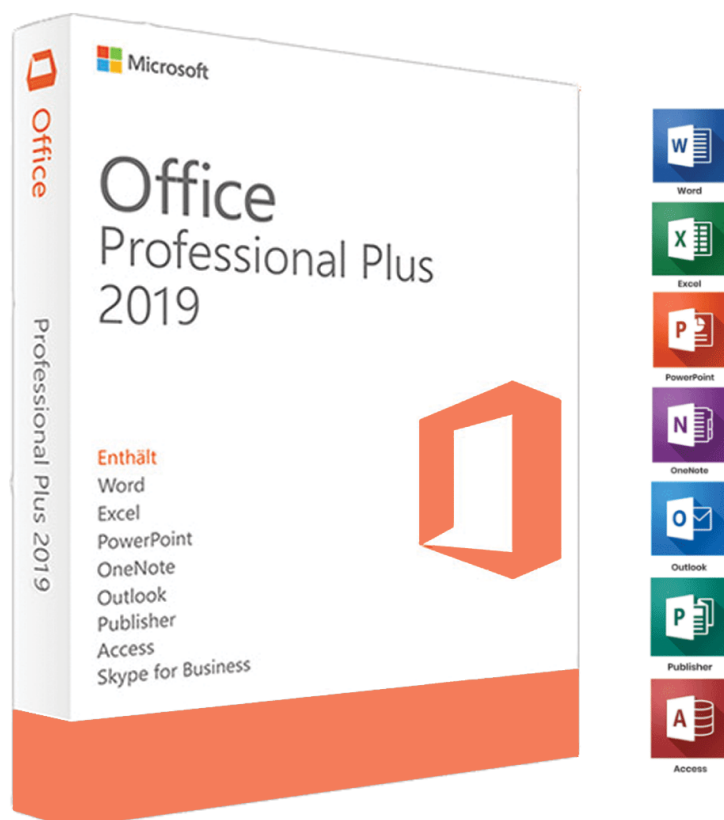 Microsoft
Office
Professional Plus
2019
Enthält
Word
Excel
PowerPoint
OneNote
Outlook
Publisher
Access
Skype for Business
Office
Professional Plus 2019
W
Word
X
Excel
P
PowerPoint
N
OneNote
O
Outlook
P
Publisher
A
Access